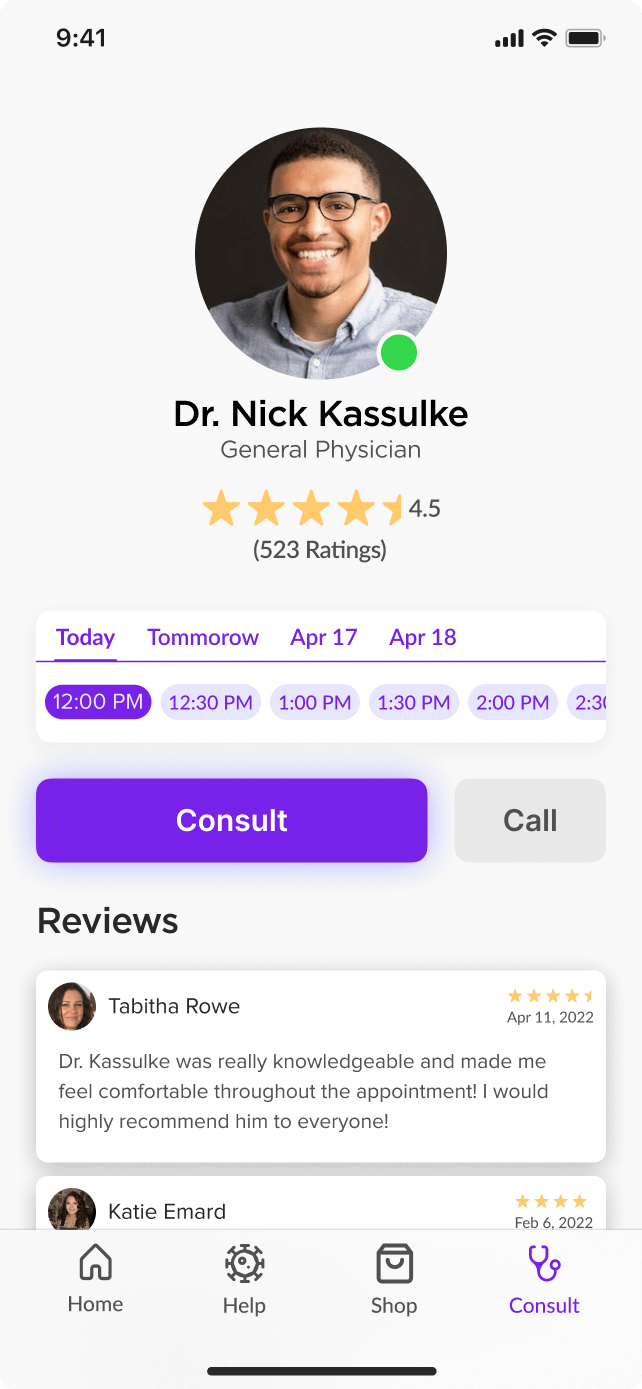 9:41
Dr. Nick Kassulke
General Physician
4.5
(523 Ratings)
Today Tommorow Apr 17 Apr 18
12:00 PM 12:30 PM 1:00 PM 1:30 PM 2:00 PM
Consult Call
Reviews
Tabitha Rowe
Apr 11, 2022
Dr. Kassulke was really knowledgeable and made me
feel comfortable throughout the appointment! I would
highly recommend him to everyone!
Katie Emard
Feb 6, 2022
Home Help Shop Consult